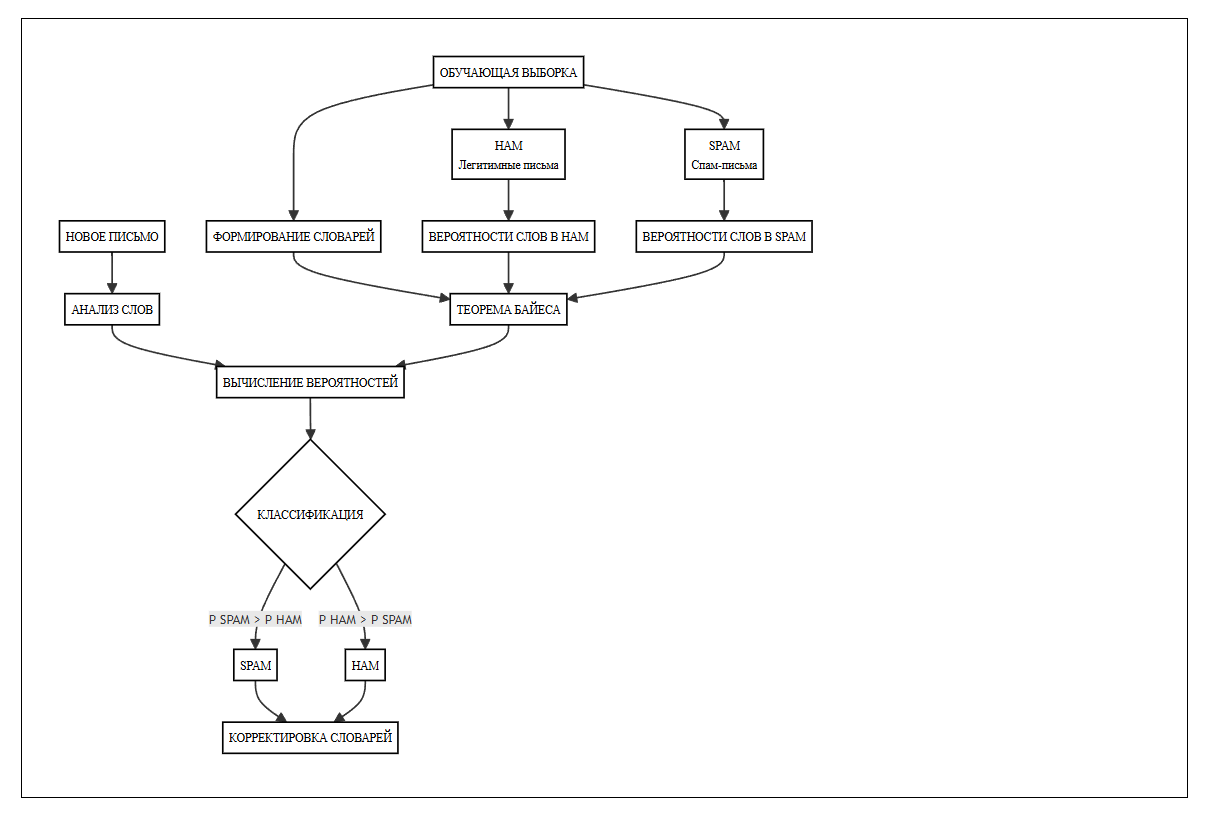 ОБУЧАЮЩАЯ ВЫБОРКА
HAM
Легитимные письма
SPAM
Спам-письма
НОВОЕ ПИСЬМО
ФОРМИРОВАНИЕ СЛОВАРЕЙ
ВЕРОЯТНОСТИ СЛОВ В HAM
ВЕРОЯТНОСТИ СЛОВ В SPAM
АНАЛИЗ СЛОВ
ТЕОРЕМА БАЙЕСА
ВЫЧИСЛЕНИЕ ВЕРОЯТНОСТЕЙ
КЛАССИФИКАЦИЯ
P SPAM > P HAM
P HAM > P SPAM
SPAM
HAM
КОРРЕКТИРОВКА СЛОВАРЕЙ